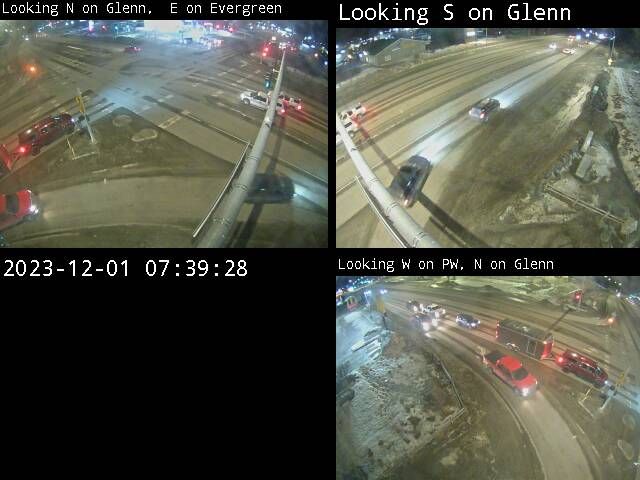 Looking N on Glenn, E on Evergreen
Looking S on Glenn
2023-12-01 07:39:28
Looking W on PW, N on Glenn